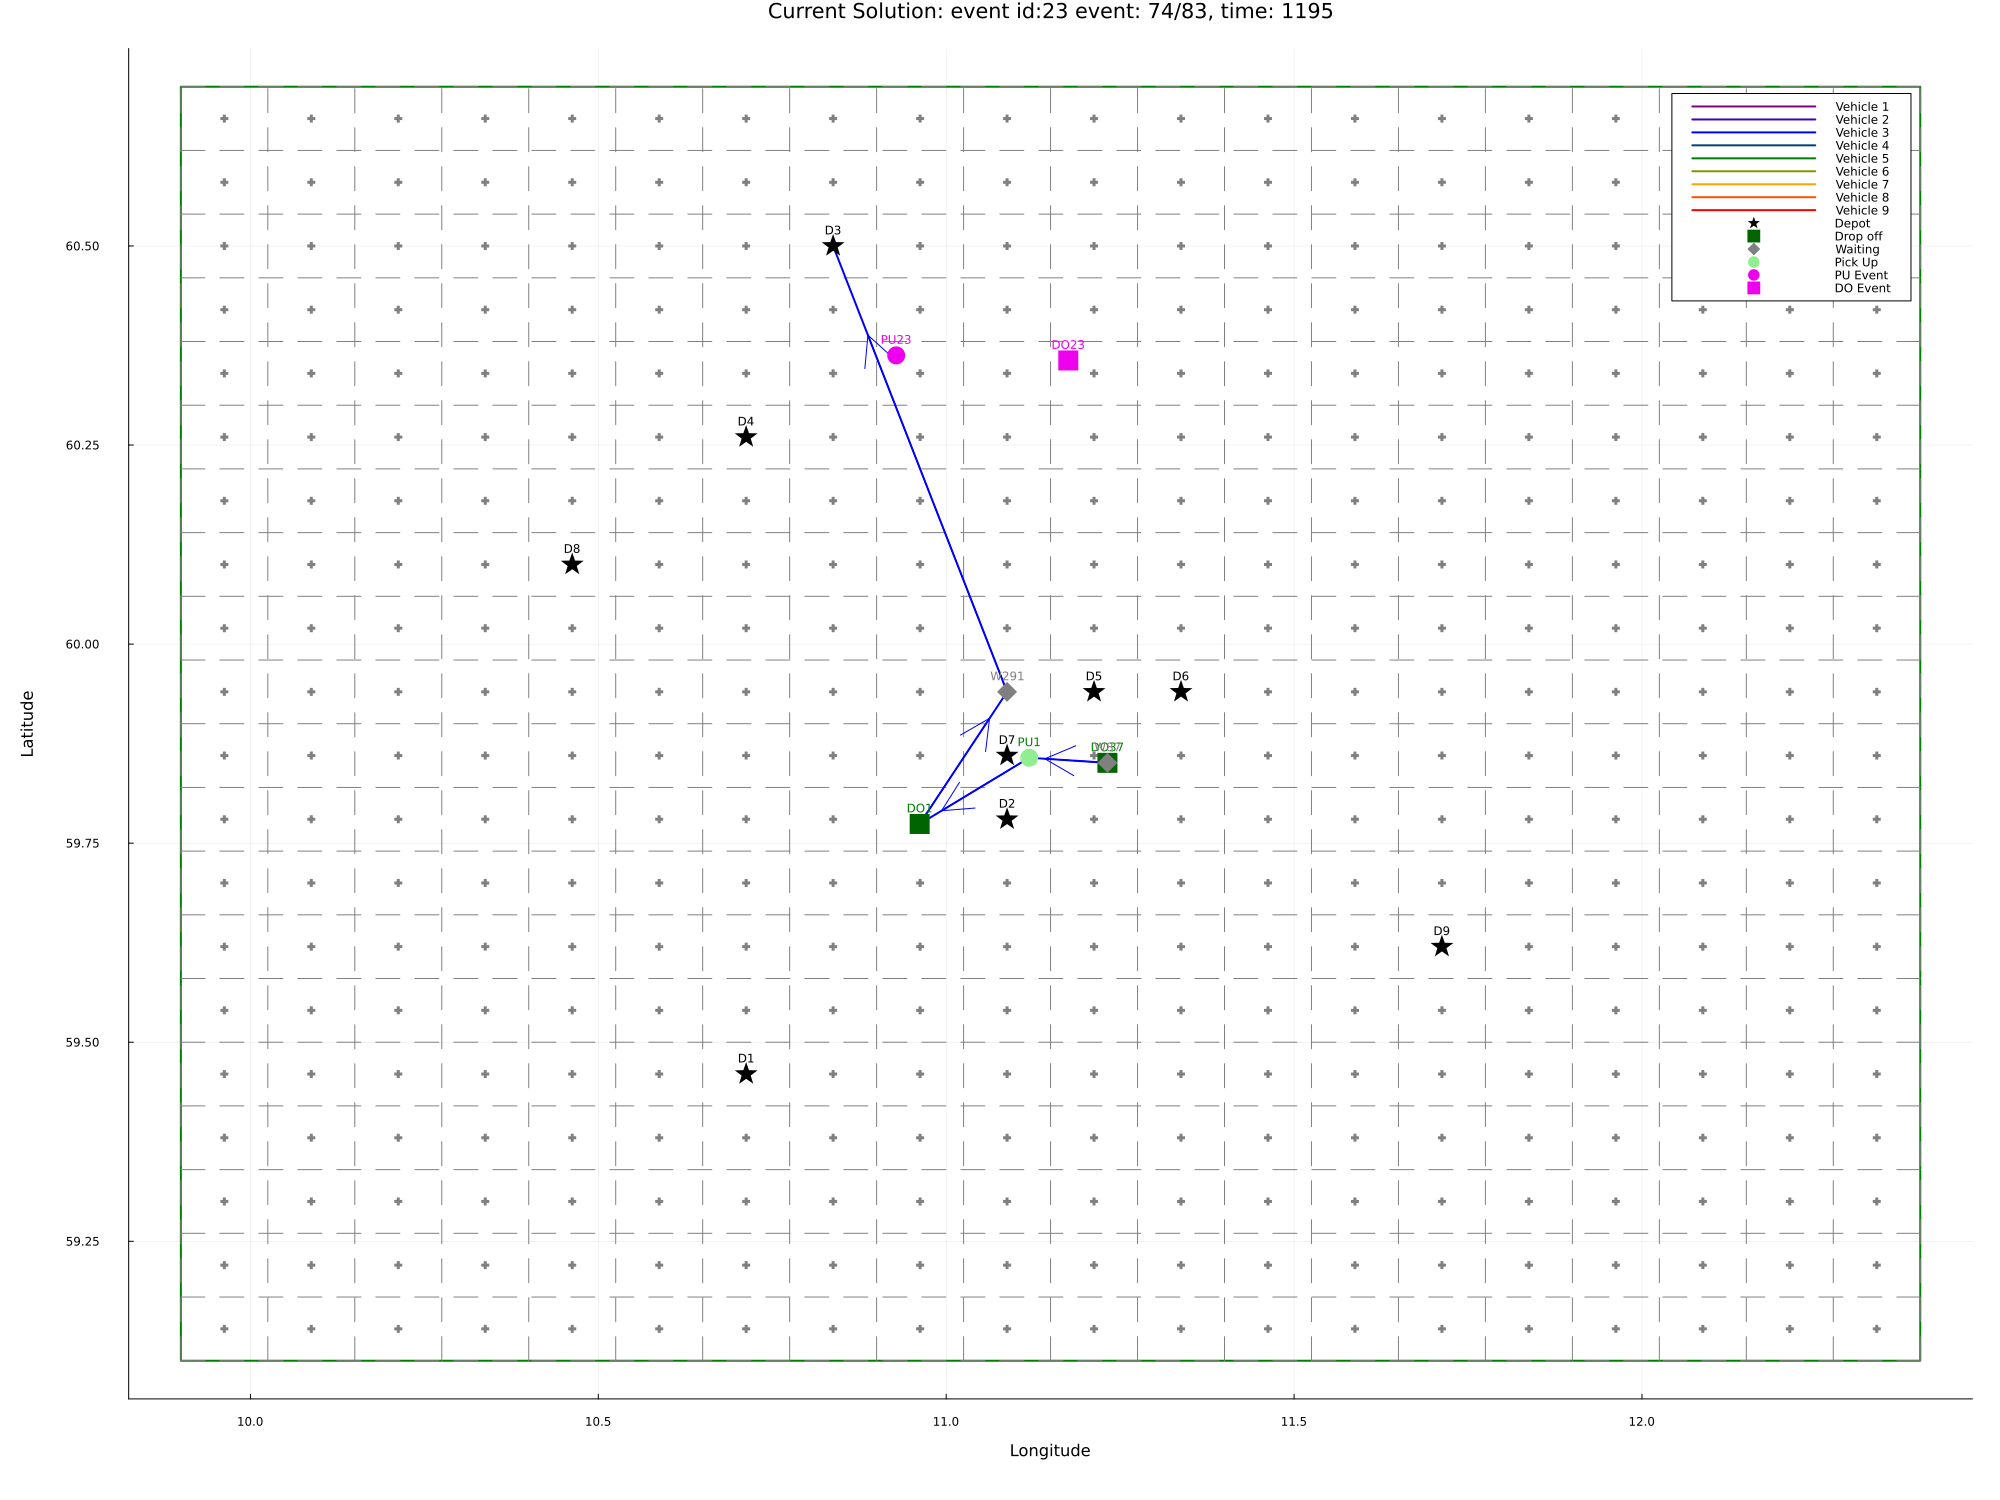 Current Solution: event id:23 event: 74/83, time: 1195
Vehicle 1
Vehicle 2
Vehicle 3
Vehicle 4
Vehicle 5
Vehicle 6
Vehicle 7
Vehicle 8
Vehicle 9
Depot
Drop off
Waiting
Pick Up
PU Event
DO Event
D3
60.50
PU23
DO23
D4
60.25
D8
60.00
W291
D5
D6
D7
PU1
DO37
DO1
D2
59.75
D9
59.50
D1
59.25
Latitude
10.0
10.5
11.0
11.5
12.0
Longitude